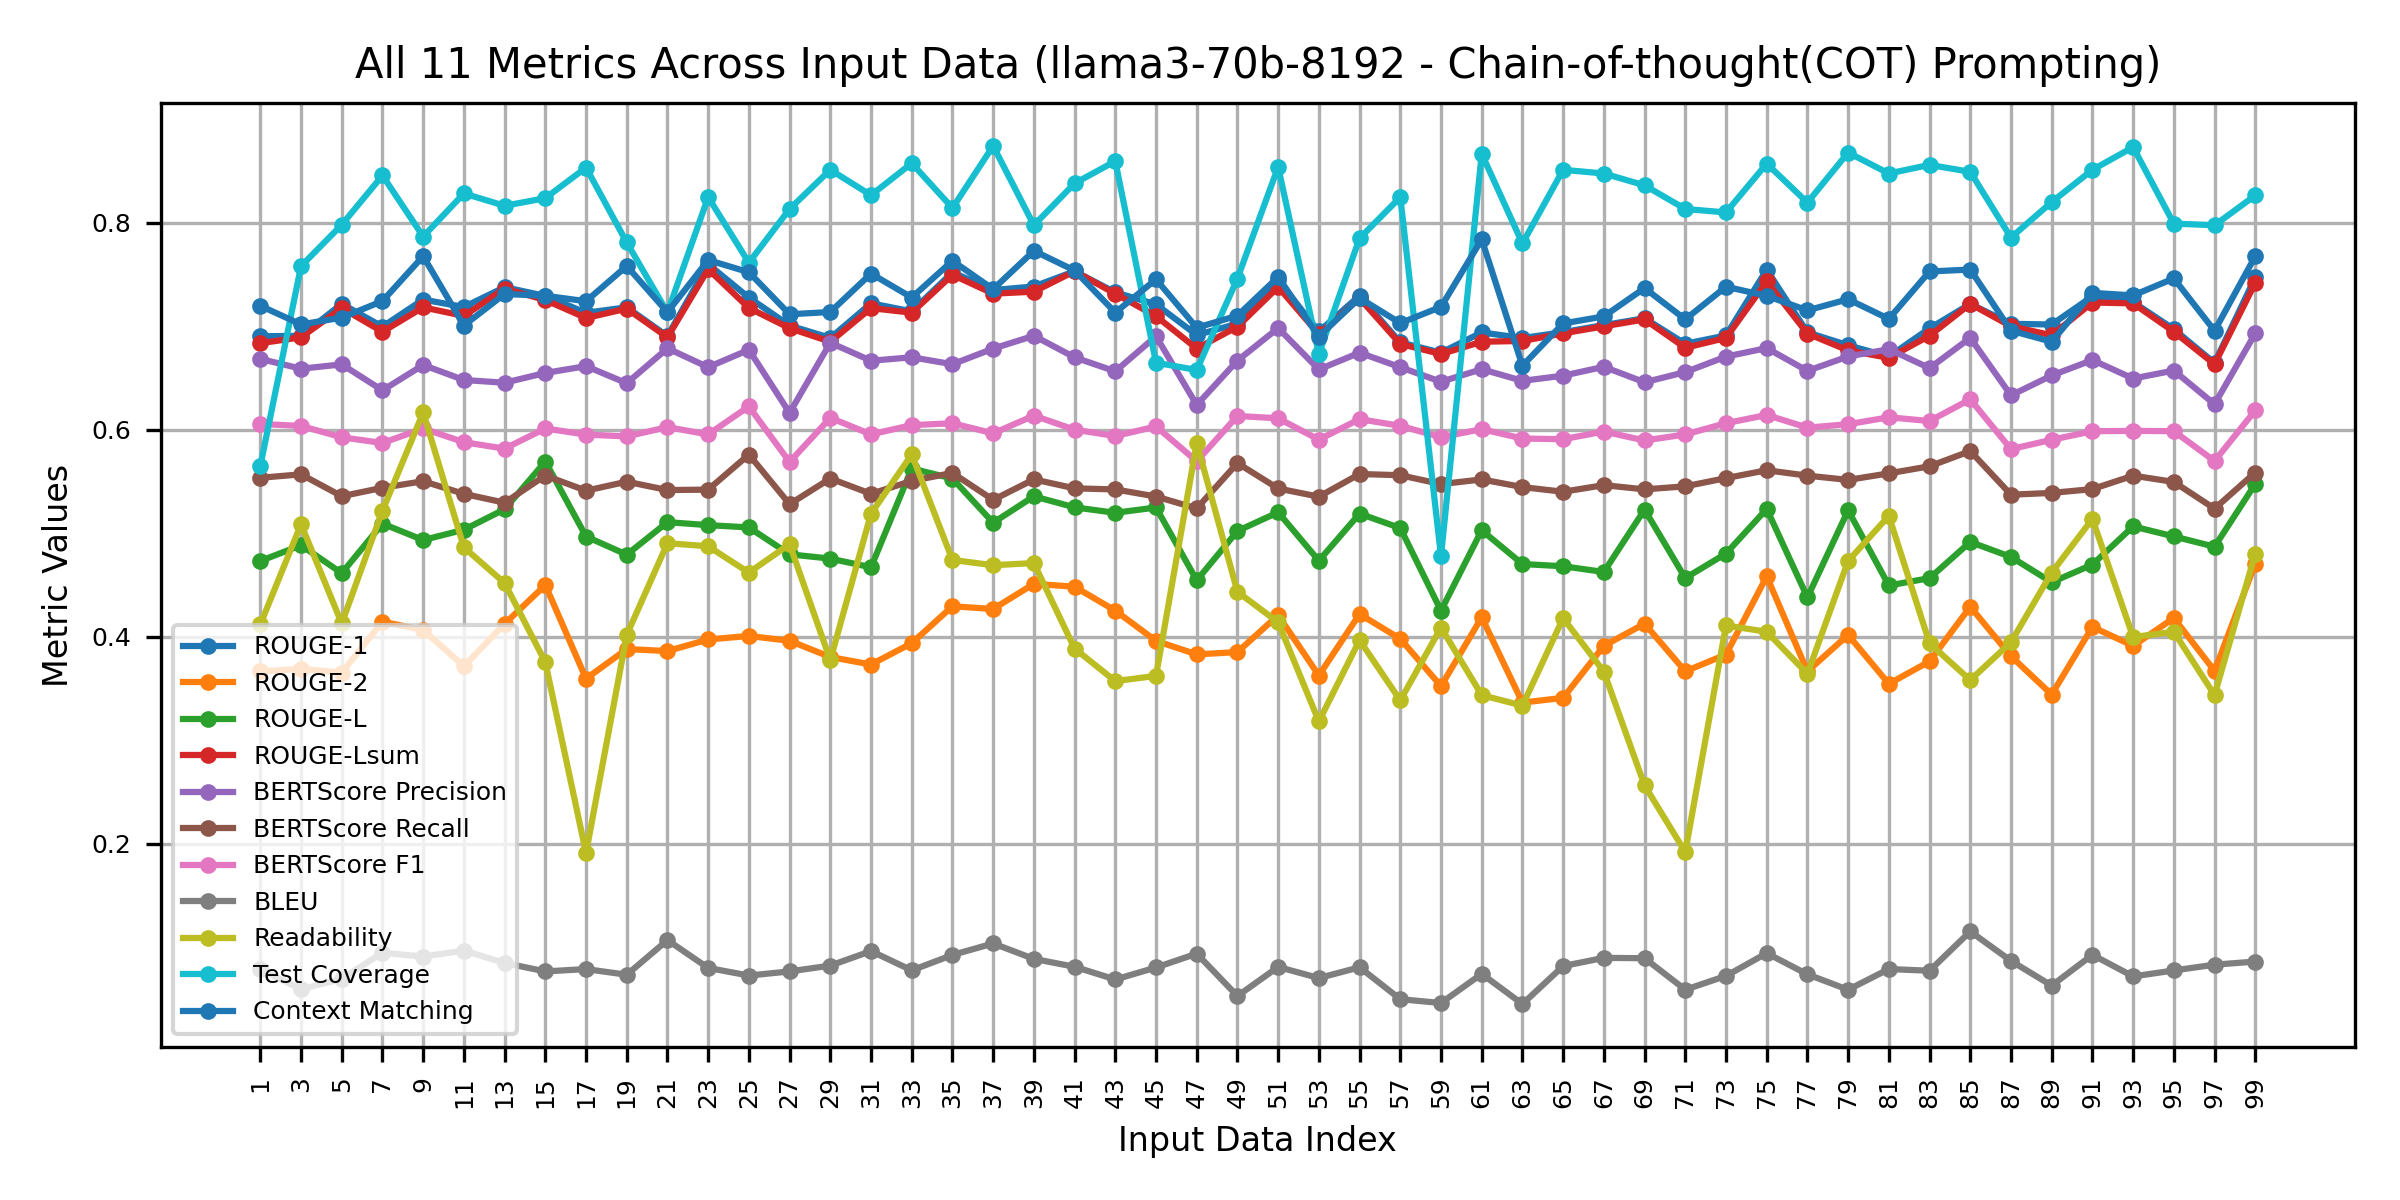 All 11 Metrics Across Input Data (llama3-70b-8192 - Chain-of-thought(COT) Prompting)
Metric Values
0.8
0.6
0.4
0.2
ROUGE-1
ROUGE-2
ROUGE-L
ROUGE-Lsum
BERTScore Precision
BERTScore Recall
BERTScore F1
BLEU
Readability
Test Coverage
Context Matching
1 3 5 7 9 11 13 15 17 19 21 23 25 27 29 31 33 35 37 39 41 43 45 47 49 51 53 55 57 59 61 63 65 67 69 71 73 75 77 79 81 83 85 87 89 91 93 95 97 99
Input Data Index